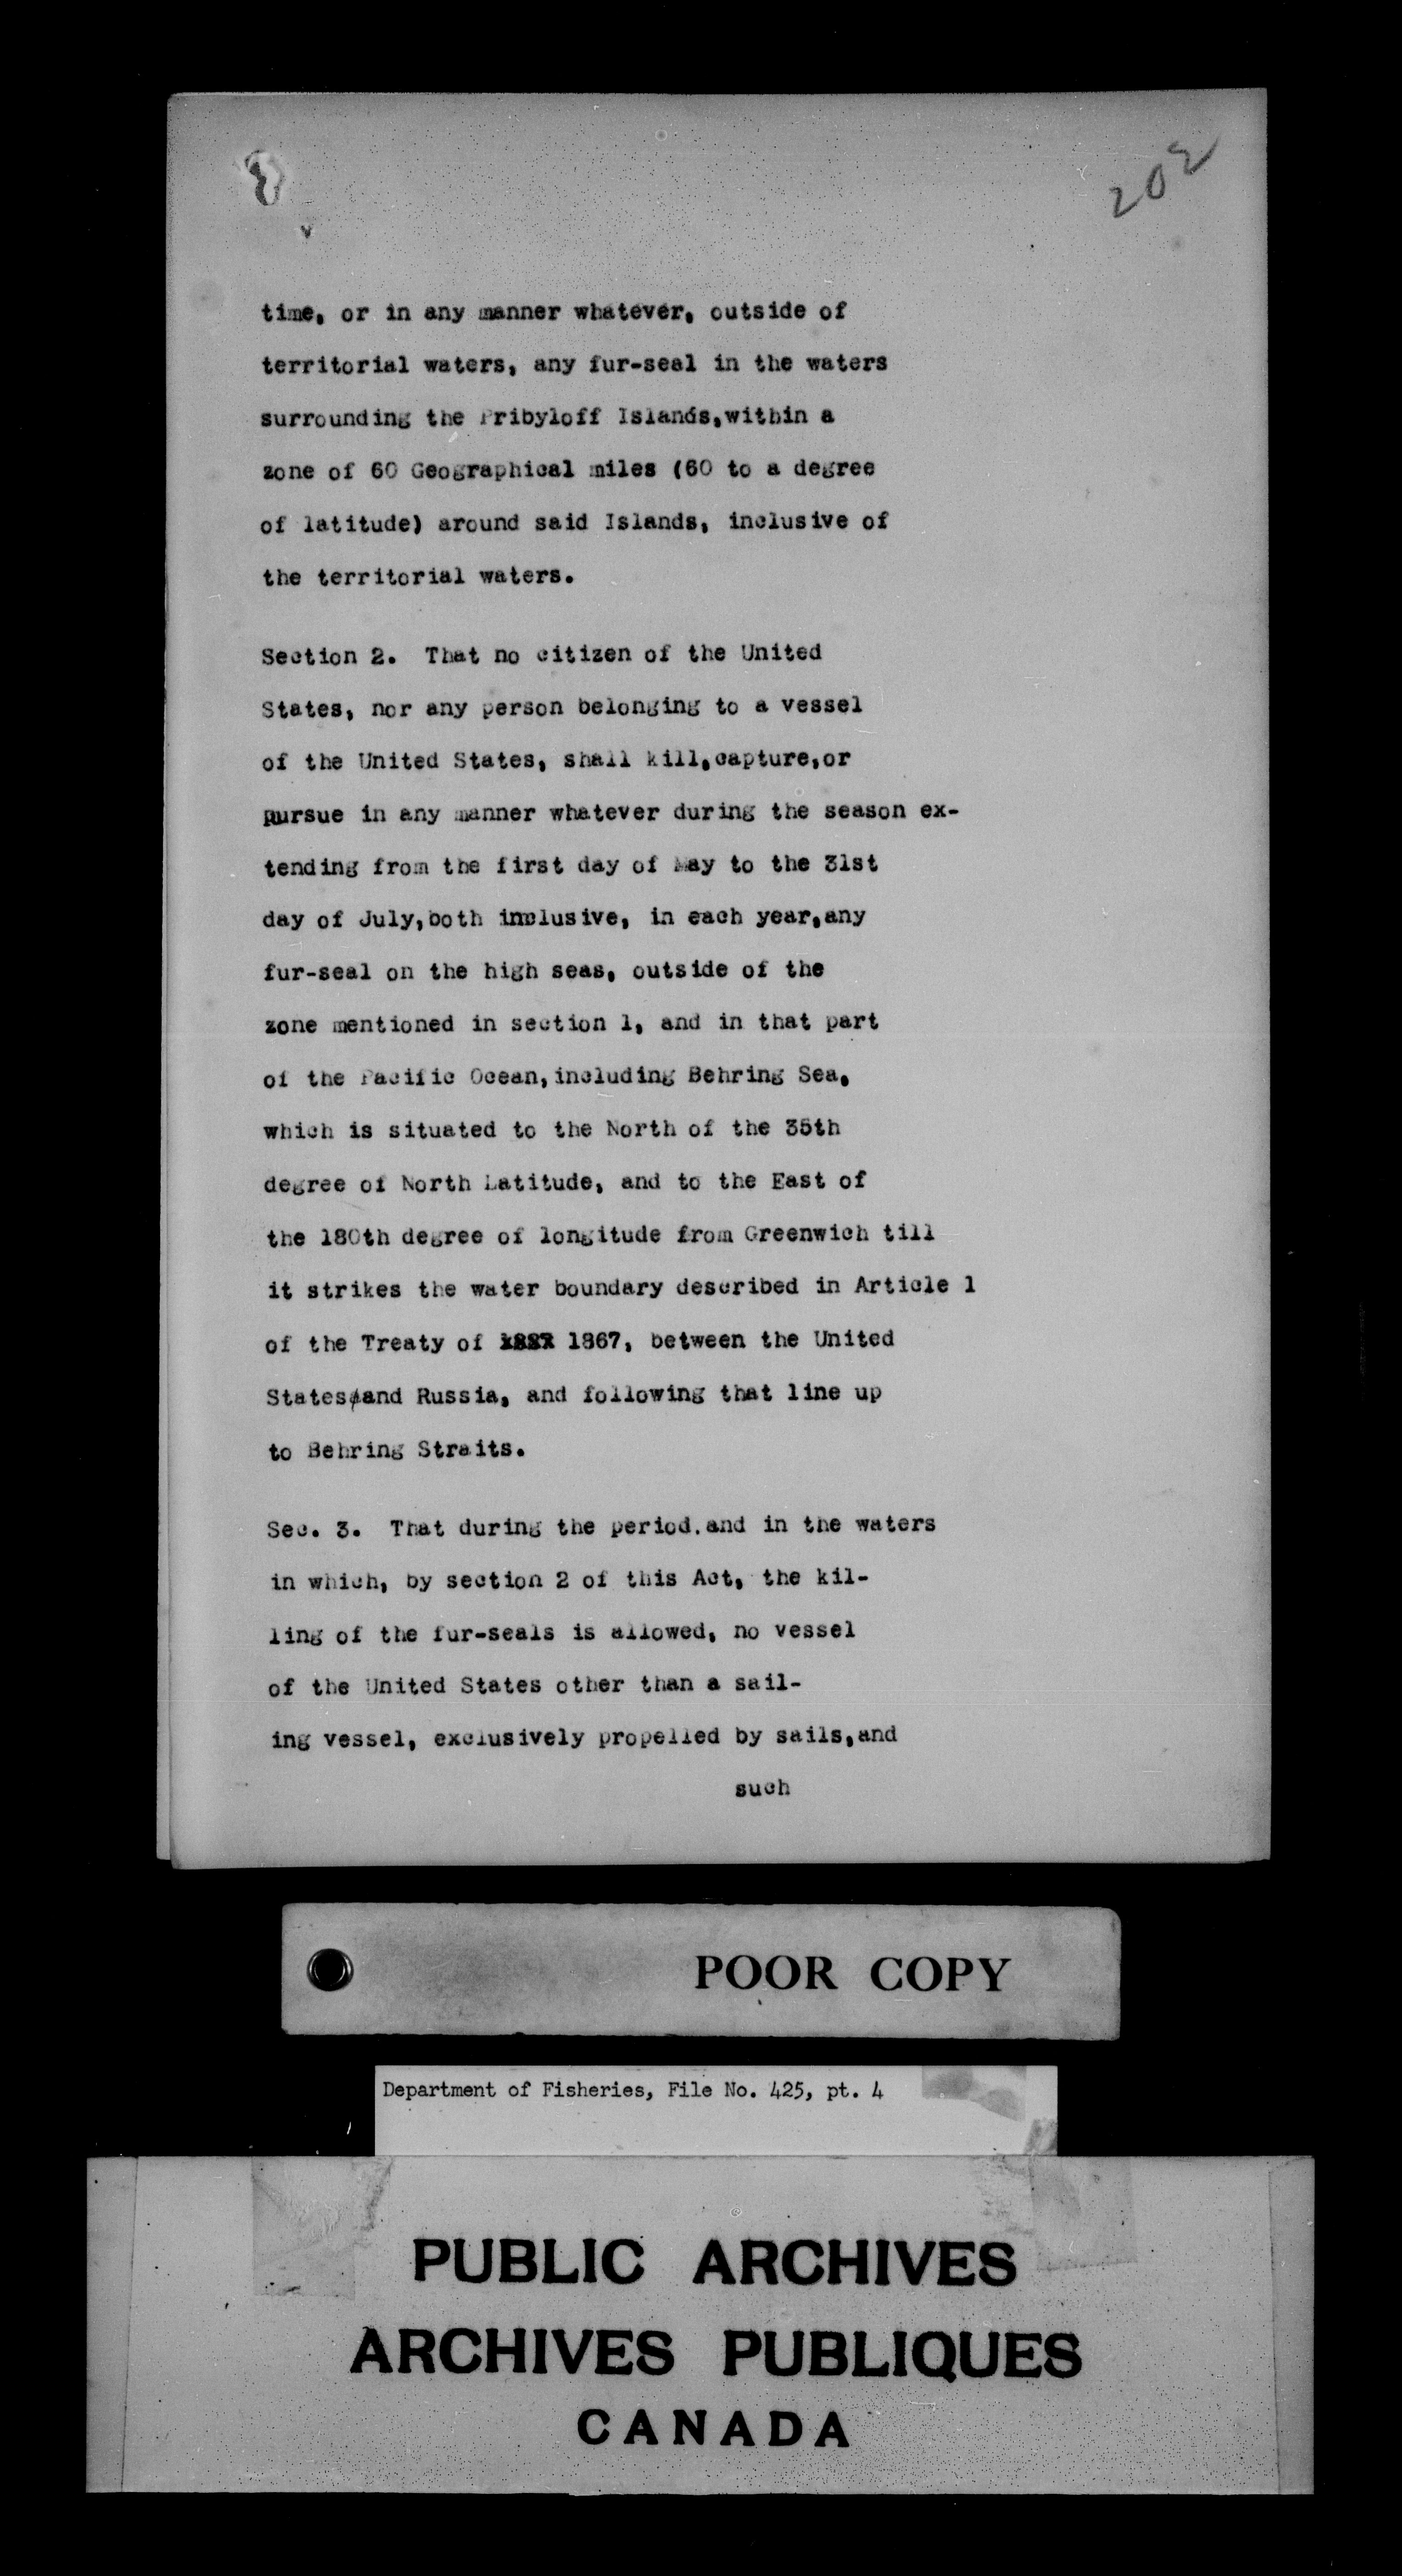 202
time, or in any manner whatever, outside of
territorial waters, any fur-seal in the waters
surrounding the Pribyloff Islands,within a
zone of 60 Geographical miles (60 to a degree
of latitude) around said Islands, inclusive of
the territorial waters.
Section 2. That no citizen of the United
States, nor any person belonging to a vessel
of the United States, shall kill,capture,or
pursue in any manner whatever during the season ex-
tending from the first day of May to the 31st
day of July,both inclusive, in each year,any
fur-seal on the high seas, outside of the
zone mentioned in section 1, and in that part
of the Pacific Ocean,including Behring Sea,
which is situated to the North of the 35th
degree of North Latitude, and to the East of
the 180th degree of longitude from Greenwich till
it strikes the water boundary described in Article 1
of the Treaty of 1867, between the United
States and Russia, and following that line up
to Behring Straits.
Sec. 3. That during the period.and in the waters
in which, by section 2 of this Act, the kil-
ling of the fur-seals is allowed, no vessel
of the United States other than a sail-
ing vessel, exclusively propelled by sails,and
such
POOR COPY
Department of Fisheries, File No. 425, pt. 4
PUBLIC ARCHIVES
ARCHIVES PUBLIQUES
CANADA